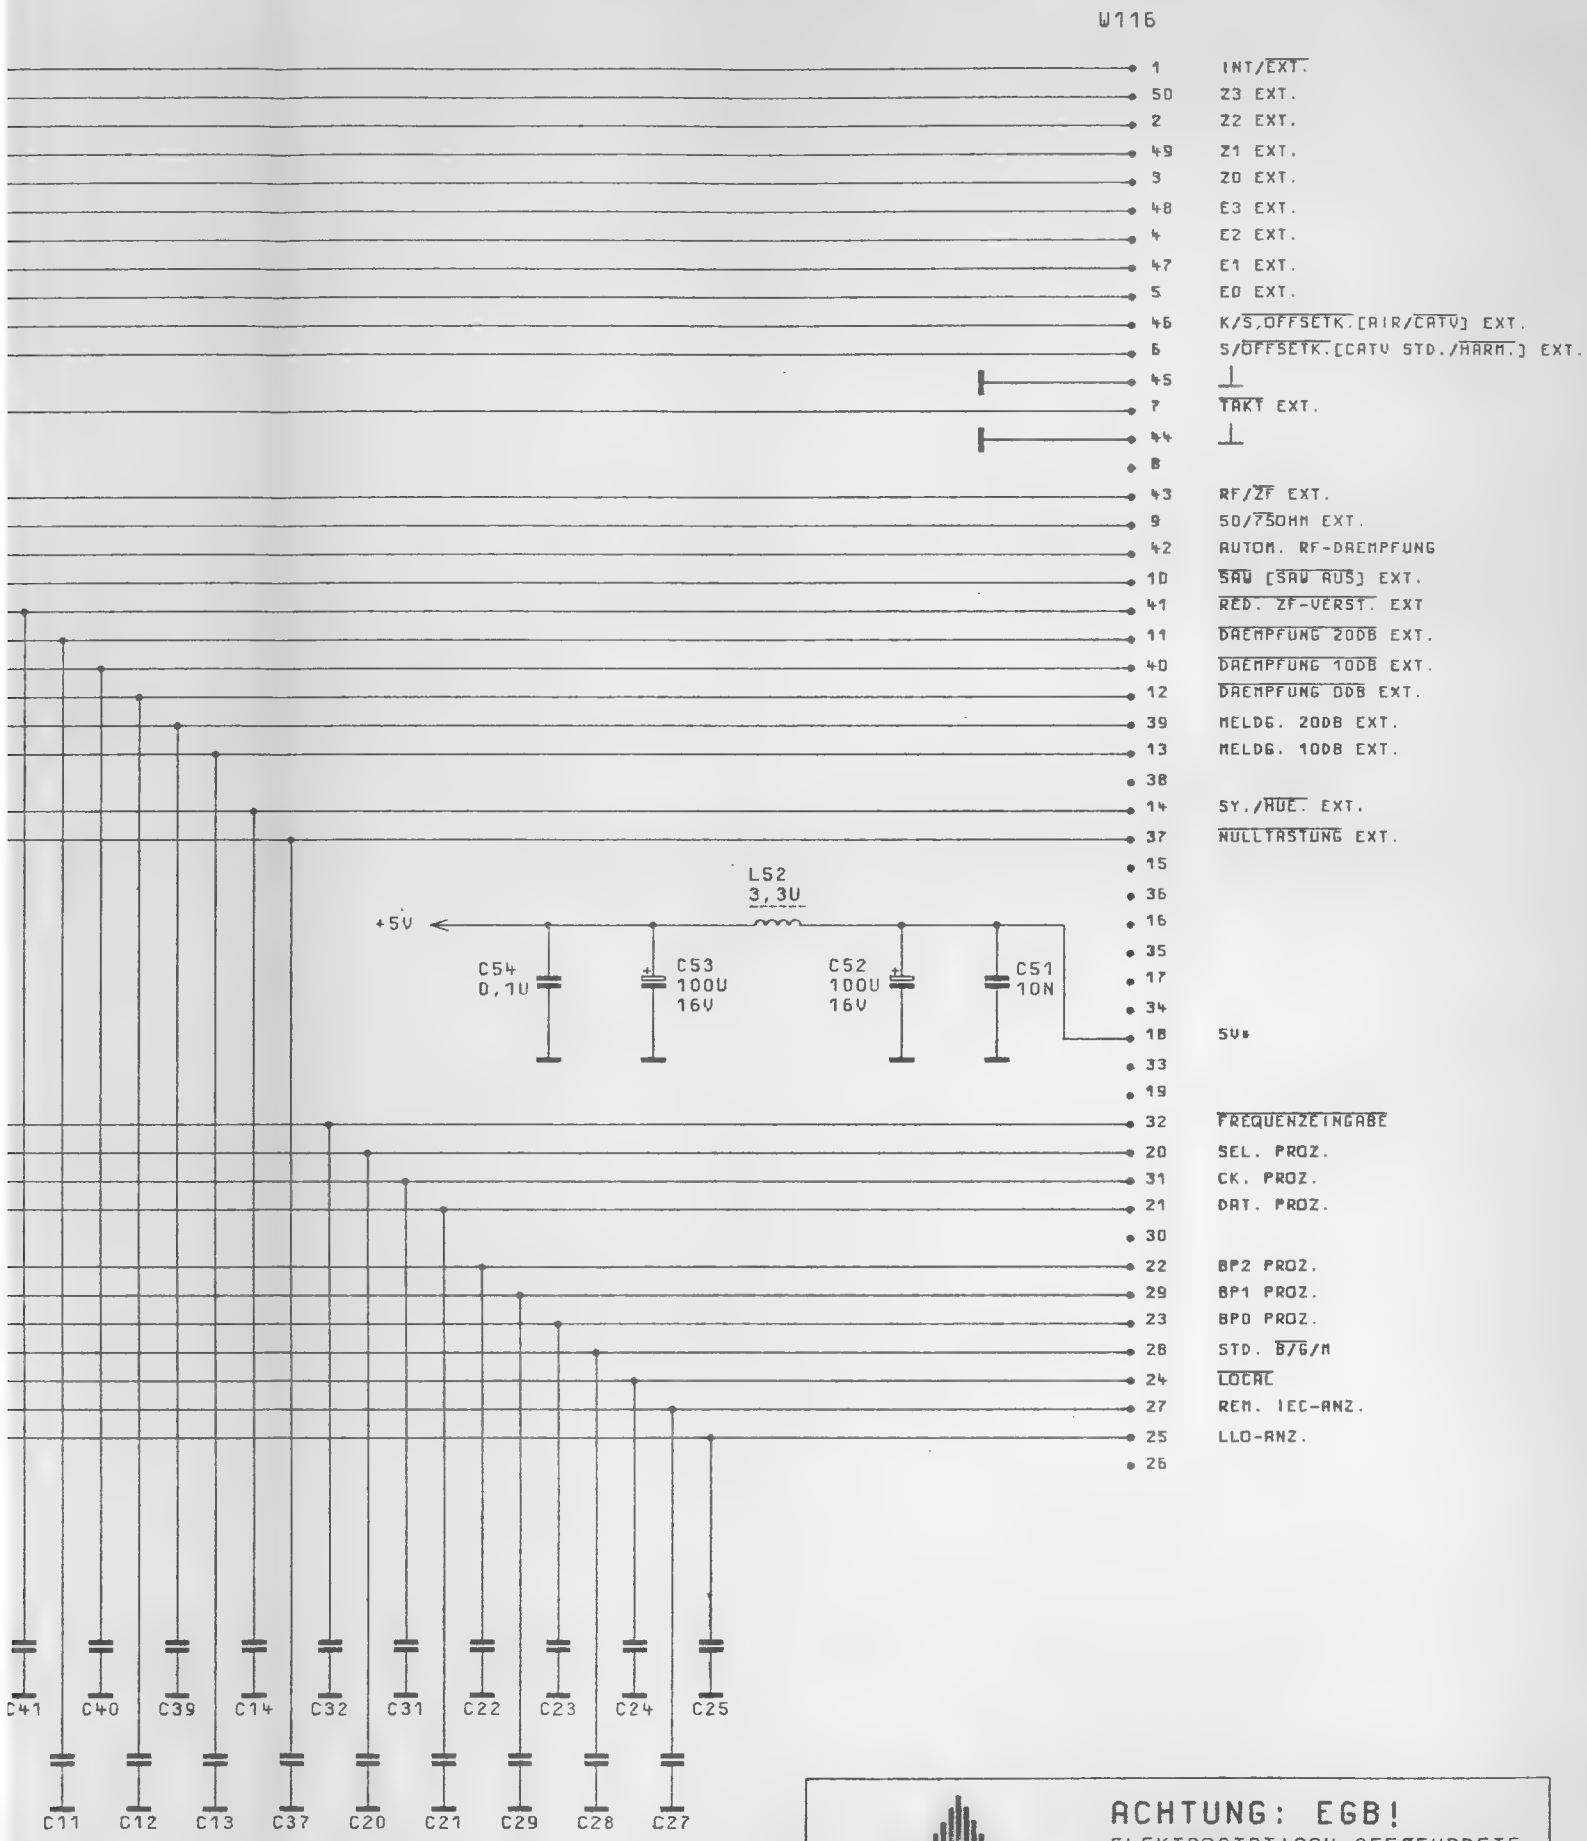 W116
1 INT/EXT.
50 Z3 EXT.
2 Z2 EXT.
49 Z1 EXT.
3 Z0 EXT.
48 E3 EXT.
4 E2 EXT.
47 E1 EXT.
5 E0 EXT.
46 K/S,OFFSETK.[AIR/CATV] EXT.
6 S/OFFSETK.[CATV STD./HARM.] EXT.
45
7 TAKT EXT.
44
8
43 RF/ZF EXT.
9 50/75OHM EXT.
42 AUTOM. RF-DAEMPFUNG
10 SAW [SAW AUS] EXT.
41 RED. ZF-VERST. EXT
11 DAEMPFUNG 20DB EXT.
40 DAEMPFUNG 10DB EXT.
12 DAEMPFUNG 0DB EXT.
39 MELDG. 20DB EXT.
13 MELDG. 10DB EXT.
38
14 SY./HUE. EXT.
37 NULLTASTUNG EXT.
15
36
16
35
17
34
18 5V*
33
19
32 FREQUENZEINGABE
20 SEL. PROZ.
31 CK. PROZ.
21 DAT. PROZ.
30
22 BP2 PROZ.
29 BP1 PROZ.
23 BP0 PROZ.
28 STD. B/G/M
24 LOCAL
27 REM. IEC-ANZ.
25 LLO-ANZ.
26
L52
3,3U
+5V
C54
0,1U
C53
100U
16V
C52
100U
16V
C51
10N
C41 C40 C39 C14 C32 C31 C22 C23 C24 C25
C11 C12 C13 C37 C20 C21 C29 C28 C27
ACHTUNG: EGB!